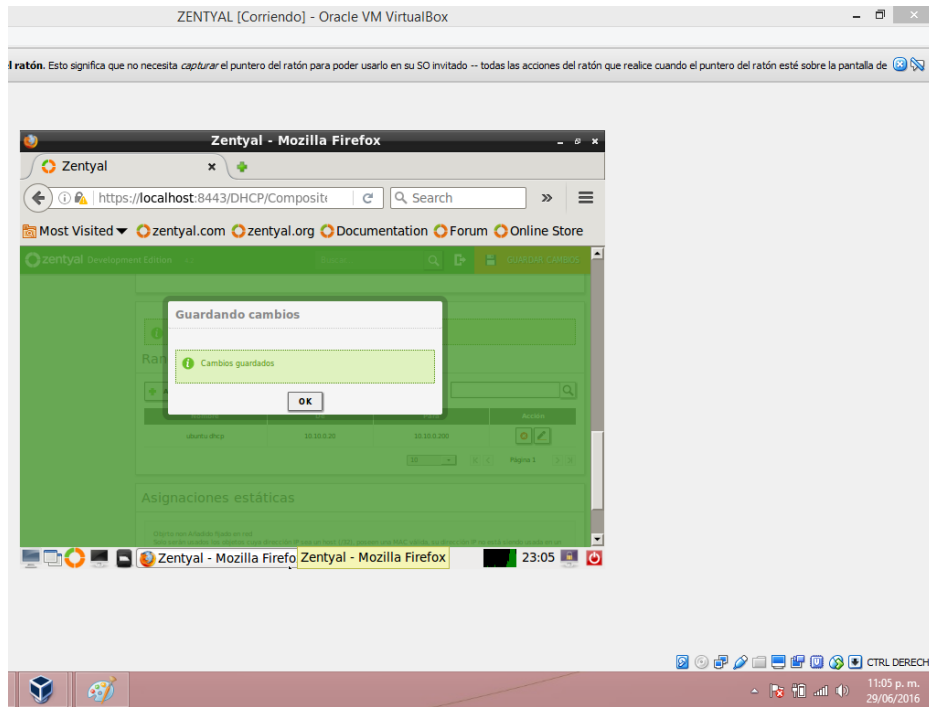 ZENTYAL [Corriendo] - Oracle VM VirtualBox
l ratón. Esto significa que no necesita capturar el puntero del ratón para poder usarlo en su SO invitado -- todas las acciones del ratón que realice cuando el puntero del ratón esté sobre la pantalla de
Zentyal - Mozilla Firefox
Zentyal
https://localhost:8443/DHCP/Composite
Search
Most Visited
zentyal.com
zentyal.org
Documentation
Forum
Online Store
zentyal Development Edition 4.2
GUARDAR CAMBIOS
Guardando cambios
Cambios guardados
OK
Ran
Acción
ubuntu dhcp 10.10.0.20 10.10.0.200
10
Página 1
Asignaciones estáticas
Zentyal - Mozilla Firefo
Zentyal - Mozilla Firefox
23:05
CTRL DERECH
11:05 p. m.
29/06/2016